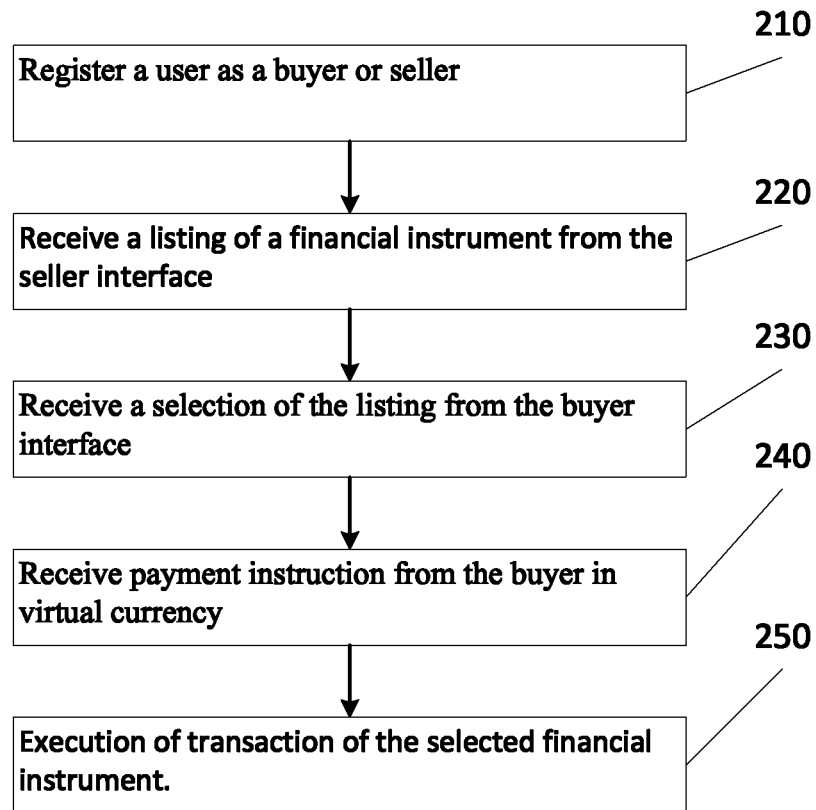 210
Register a user as a buyer or seller
220
Receive a listing of a financial instrument from the
seller interface
230
Receive a selection of the listing from the buyer
interface
240
Receive payment instruction from the buyer in
virtual currency
250
Execution of transaction of the selected financial
instrument.